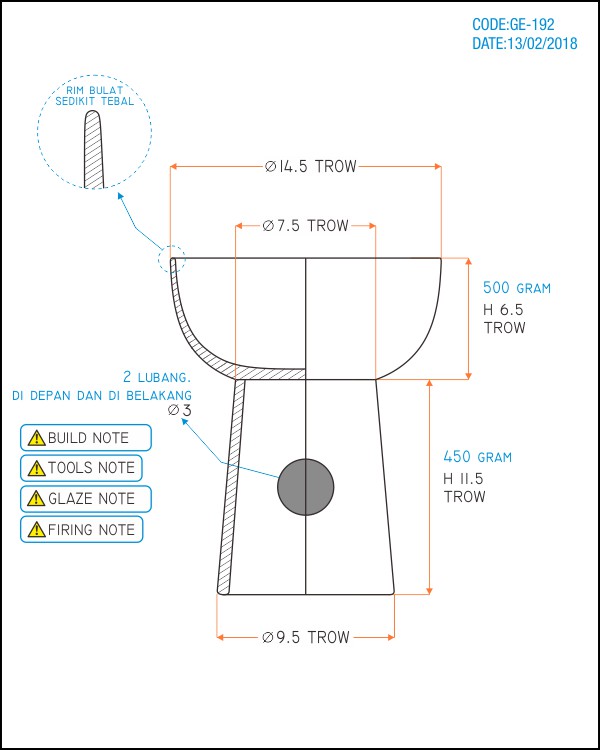 CODE:GE-192
DATE:13/02/2018
RIM BULAT
SEDIKIT TEBAL
Ø14.5 TROW
Ø7.5 TROW
500 GRAM
H 6.5
TROW
2 LUBANG.
DI DEPAN DAN DI BELAKANG
Ø3
BUILD NOTE
TOOLS NOTE
GLAZE NOTE
FIRING NOTE
450 GRAM
H 11.5
TROW
Ø9.5 TROW